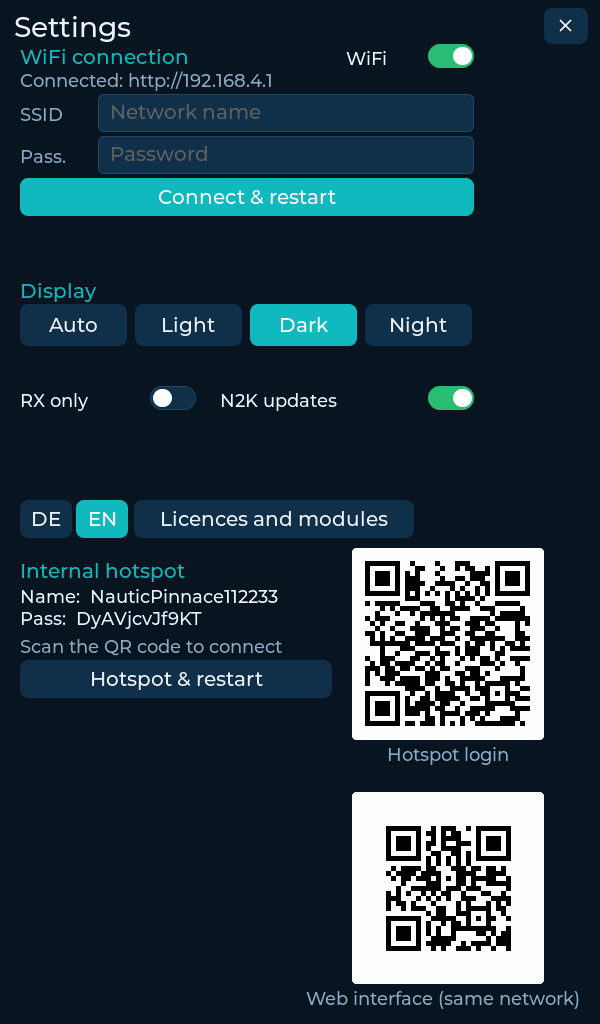 Settings
WiFi connection
WiFi
Connected: http://192.168.4.1
SSID
Network name
Pass.
Password
Connect & restart
Display
Auto
Light
Dark
Night
RX only
N2K updates
DE
EN
Licences and modules
Internal hotspot
Name: NauticPinnace112233
Pass: DyAVjcvJf9KT
Scan the QR code to connect
Hotspot & restart
Hotspot login
Web interface (same network)